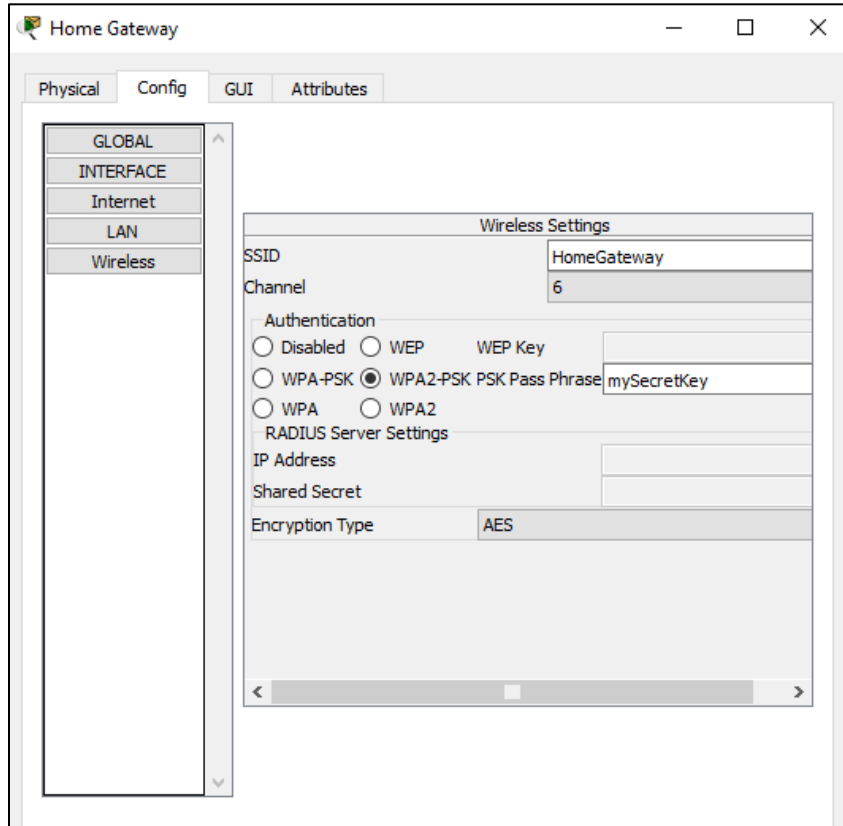 Home Gateway
Physical Config GUI Attributes
GLOBAL
INTERFACE
Internet
LAN
Wireless
Wireless Settings
SSID HomeGateway
Channel 6
Authentication
Disabled WEP WEP Key
WPA-PSK WPA2-PSK PSK Pass Phrase mySecretKey
WPA WPA2
RADIUS Server Settings
IP Address
Shared Secret
Encryption Type AES